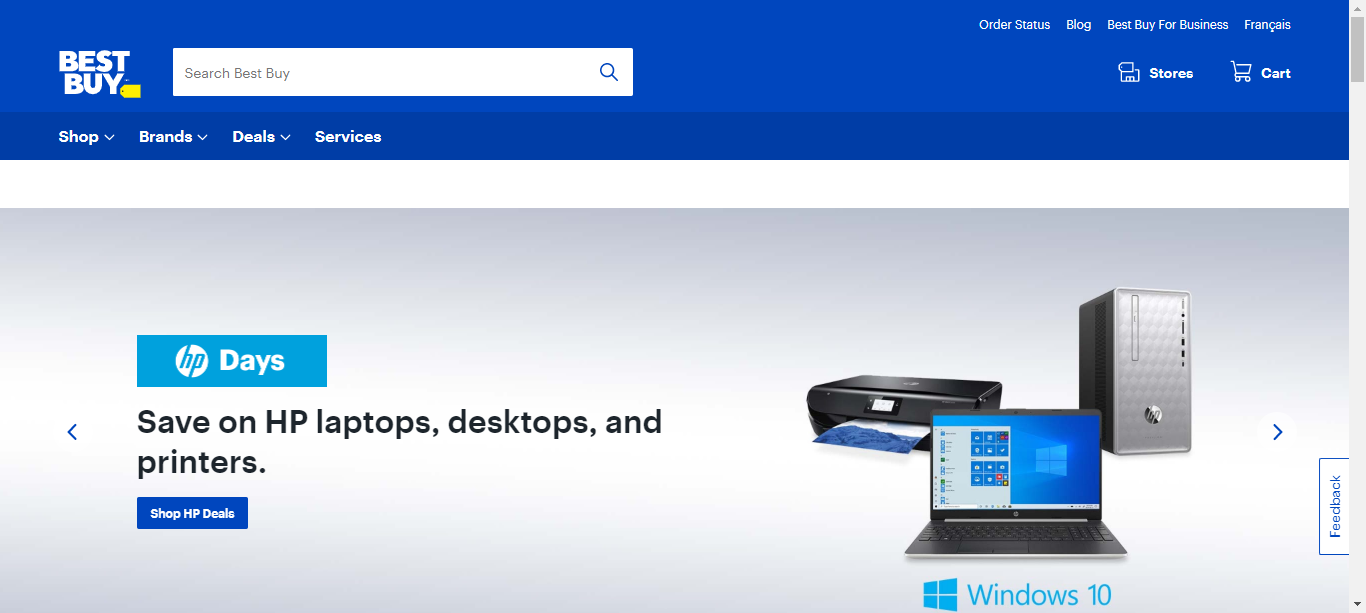 Order Status Blog Best Buy For Business Français
BEST
BUY
Search Best Buy
Stores
Cart
Shop Brands Deals Services
hp Days
Save on HP laptops, desktops, and
printers.
Shop HP Deals
hp
Feedback
Windows 10